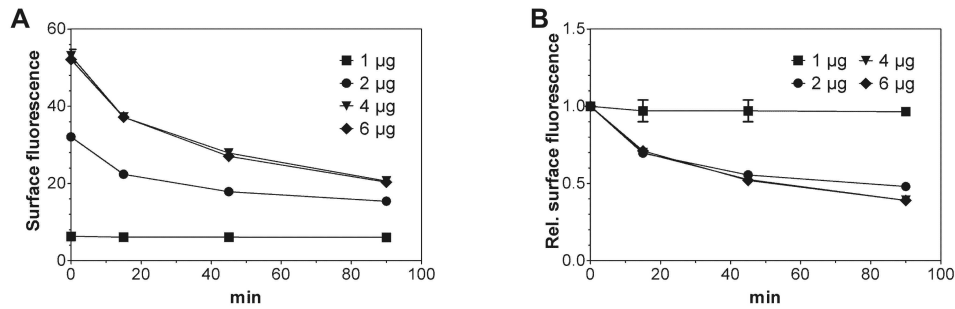 A
Surface fluorescence
60
40
20
0
0 20 40 60 80 100
min
1 µg
2 µg
4 µg
6 µg
B
Rel. surface fluorescence
1.5
1.0
0.5
0.0
0 20 40 60 80 100
min
1 µg 4 µg
2 µg 6 µg